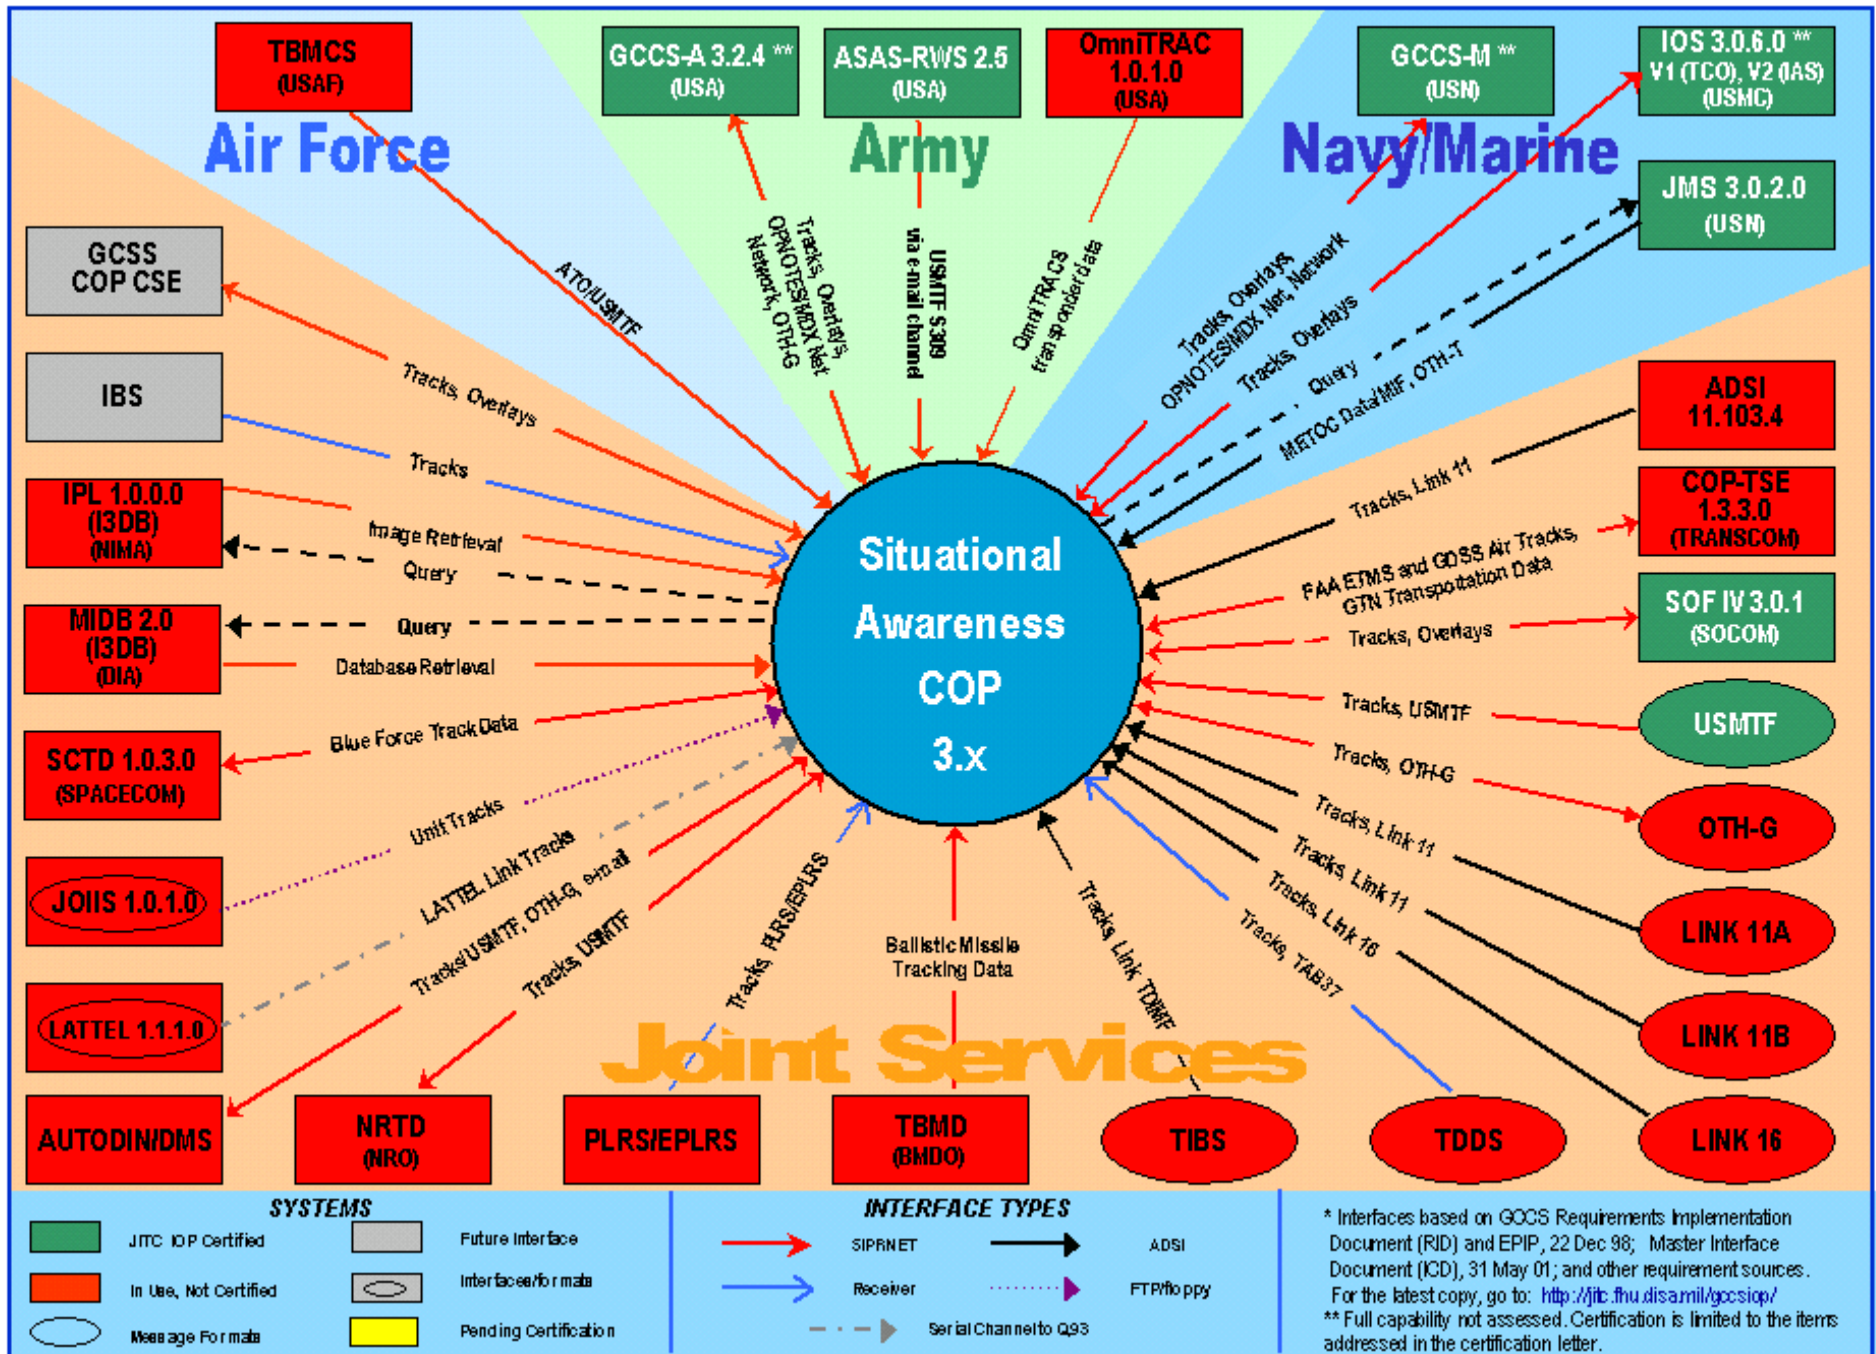 TBMCS
(USAF)
GCCS-A 3.2.4 **
(USA)
ASAS-RWS 2.5
(USA)
OmniTRAC
1.0.1.0
(USA)
GCCS-M **
(USN)
IOS 3.0.6.0 **
V1 (TCO), V2 (IAS)
(USMC)
Air Force
Army
Navy/Marine
JMS 3.0.2.0
(USN)
GCSS
COP CSE
IBS
IPL 1.0.0.0
(I3DB)
(NIMA)
MIDB 2.0
(I3DB)
(DIA)
SCTD 1.0.3.0
(SPACECOM)
JOIIS 1.0.1.0
LATTEL 1.1.1.0
AUTODIN/DMS
NRTD
(NRO)
PLRS/EPLRS
TBMD
(BMDO)
TIBS
TDDS
LINK 16
LINK 11B
LINK 11A
OTH-G
USMTF
SOF IV 3.0.1
(SOCOM)
COP-TSE
1.3.3.0
(TRANSCOM)
ADSI
11.103.4
ATO/USMTF
Tracks, Overlays,
OPNOTES/MDX Net
Network, OTH-G
USMTF S309
via e-mail channel
OmniTRACS
transponder data
Tracks, Overlays,
OPNOTES/MDX Net, Network
Tracks, Overlays
Query
METOC Data/MIF, OTH-T
Tracks, Link 11
FAA ETMS and GDSS Air Tracks,
GTN Transportation Data
Tracks, Overlays
Tracks, USMTF
Tracks, OTH-G
Tracks, Link 11
Tracks, Link 11
Tracks, Link 16
Tracks, TAB37
Tracks, Link TDIMF
Ballistic Missile
Tracking Data
Tracks, PLRS/EPLRS
Tracks, USMTF
Tracks/USMTF, OTH-G, e-mail
LATTEL Link Tracks
Unit Tracks
Blue Force Track Data
Database Retrieval
Query
Query
Image Retrieval
Tracks
Tracks, Overlays
Situational
Awareness
COP
3.x
Joint Services
SYSTEMS
JITC IOP Certified
Future Interface
In Use, Not Certified
Interfaces/formats
Message Formats
Pending Certification
INTERFACE TYPES
SIPRNET
ADSI
Receiver
FTP/floppy
Serial Channel to Q93
* Interfaces based on GCCS Requirements Implementation
Document (RID) and EPIP, 22 Dec 98; Master Interface
Document (ICD), 31 May 01; and other requirement sources.
For the latest copy, go to: http://jitc.fhu.disa.mil/gccsiop/
** Full capability not assessed. Certification is limited to the items
addressed in the certification letter.